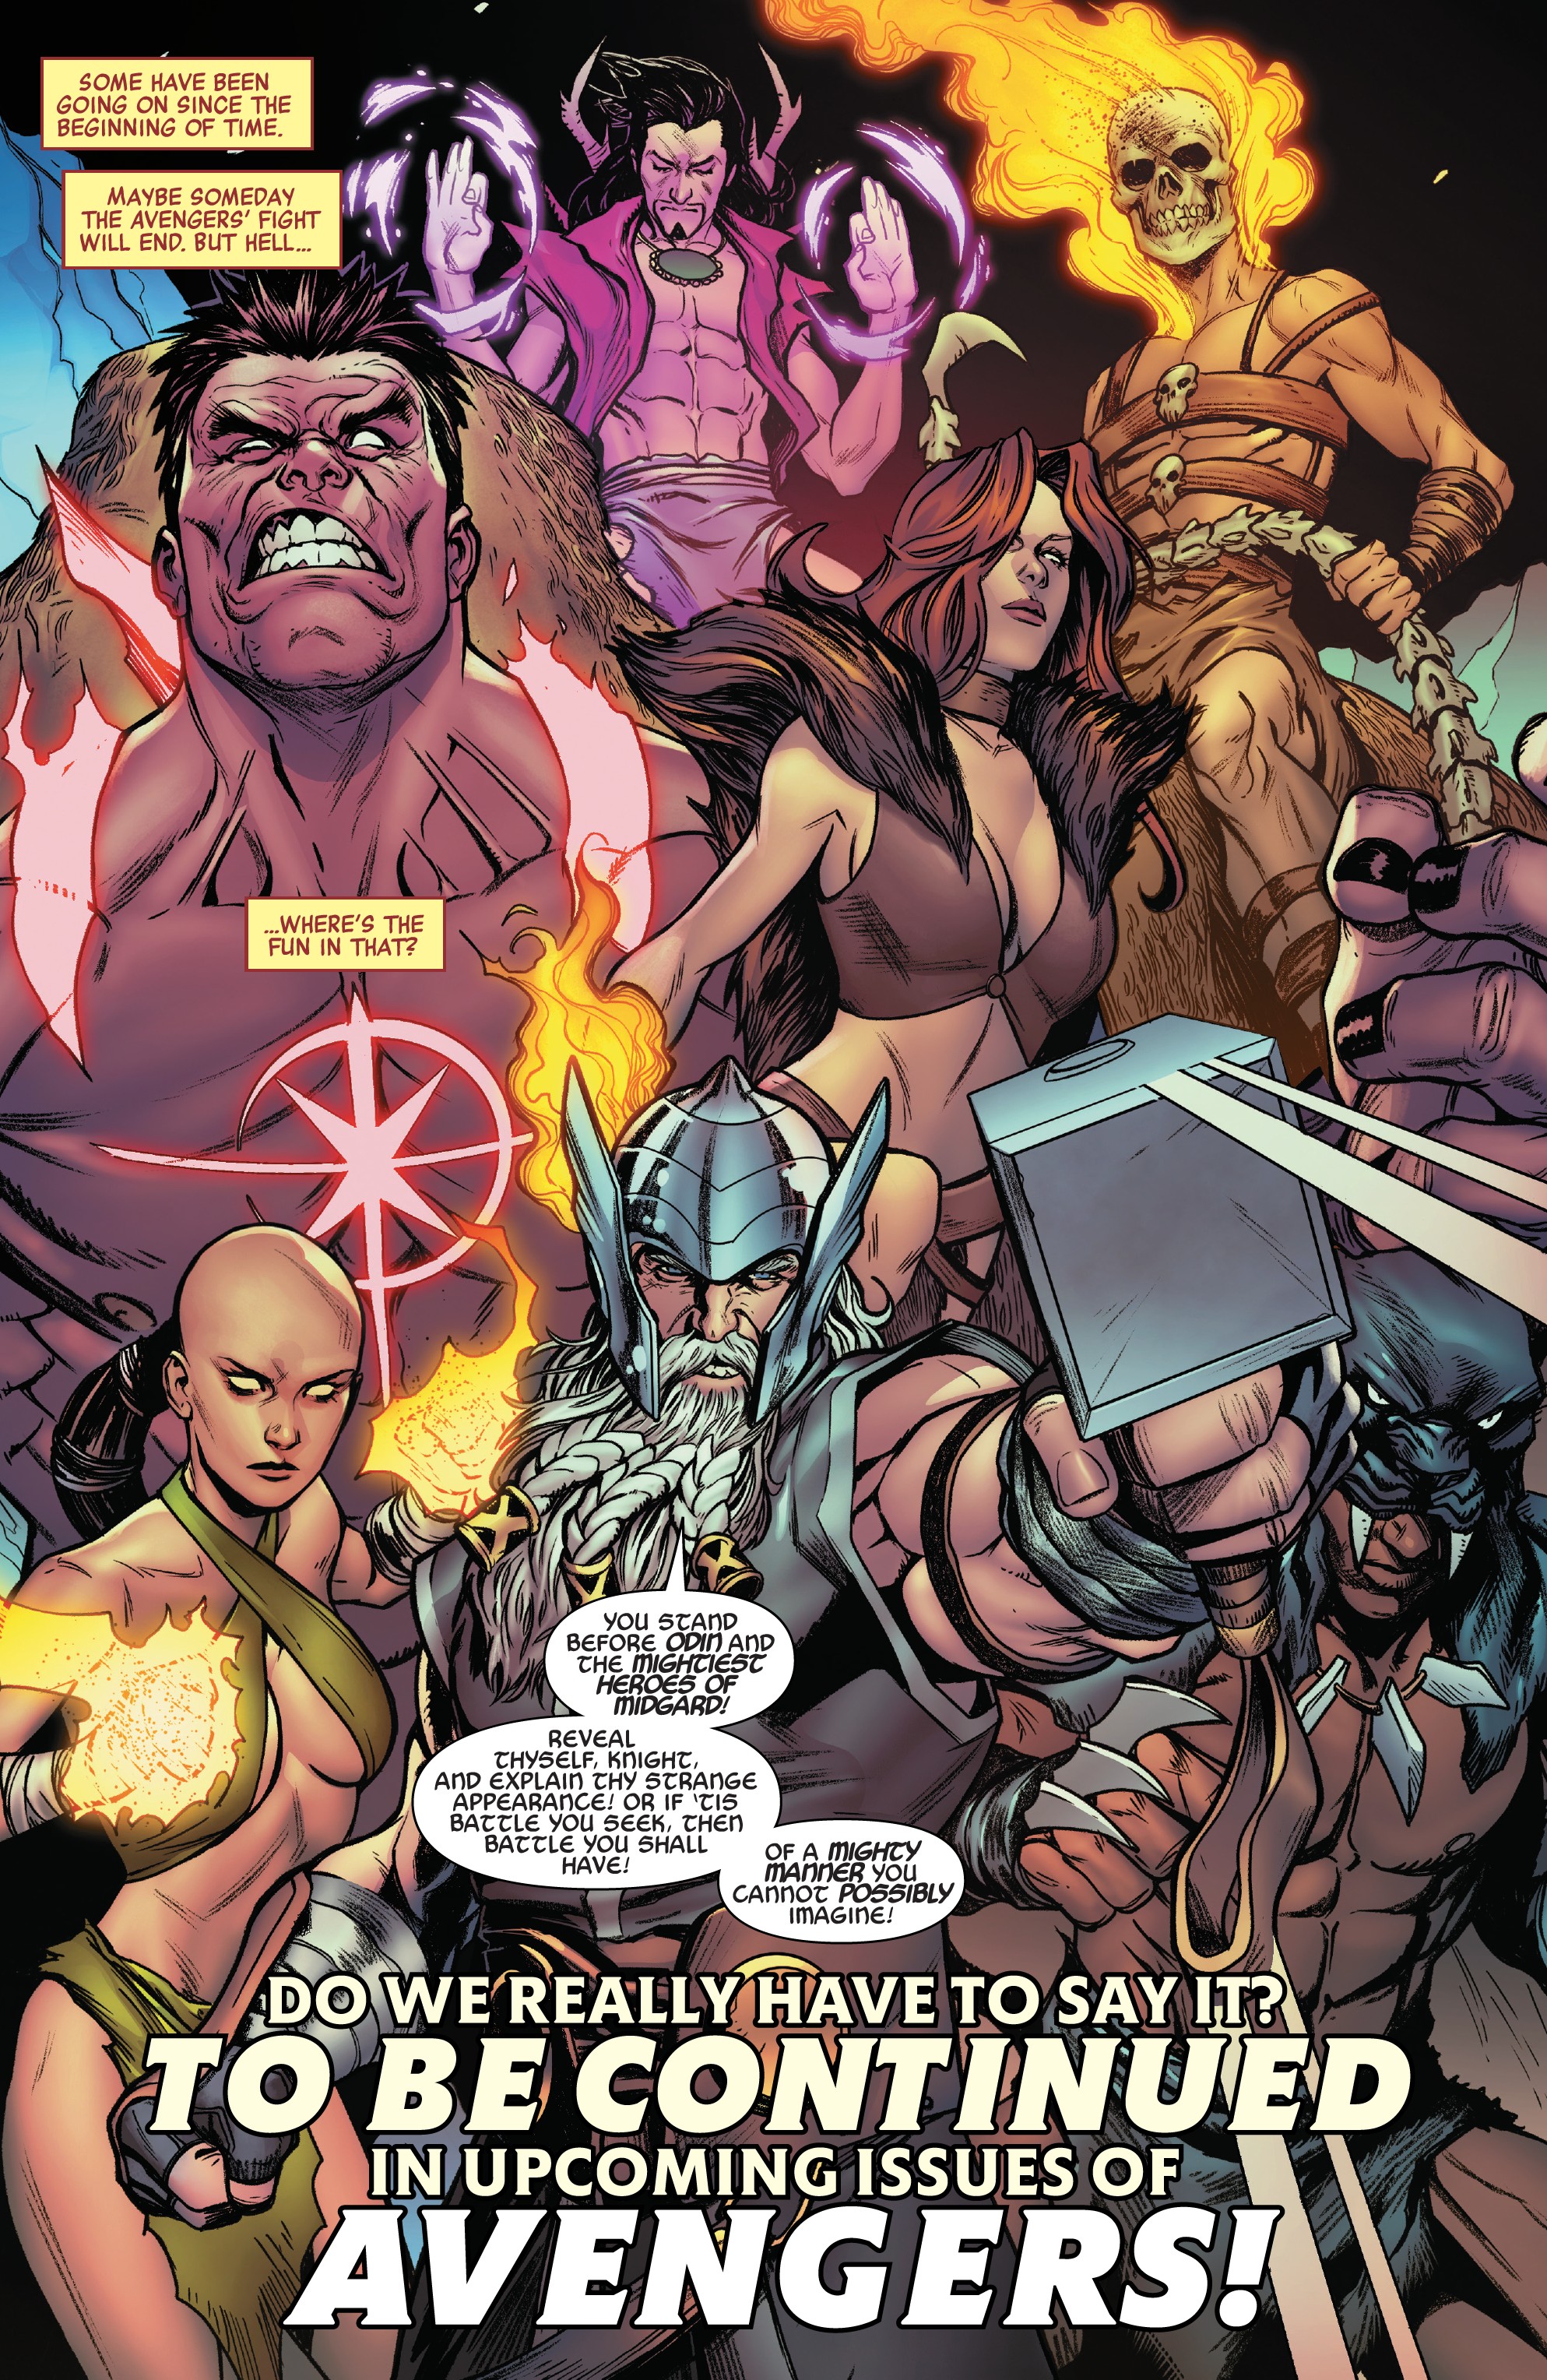 SOME HAVE BEEN
GOING ON SINCE THE
BEGINNING OF TIME.
MAYBE SOMEDAY
THE AVENGERS' FIGHT
WILL END. BUT HELL...
...WHERE'S THE
FUN IN THAT?
YOU STAND
BEFORE ODIN AND
THE MIGHTIEST
HEROES OF
MIDGARD!
REVEAL
THYSELF, KNIGHT,
AND EXPLAIN THY STRANGE
APPEARANCE! OR IF 'TIS
BATTLE YOU SEEK, THEN
BATTLE YOU SHALL
HAVE!
OF A MIGHTY
MANNER YOU
CANNOT POSSIBLY
IMAGINE!
DO WE REALLY HAVE TO SAY IT?
TO BE CONTINUED
IN UPCOMING ISSUES OF
AVENGERS!